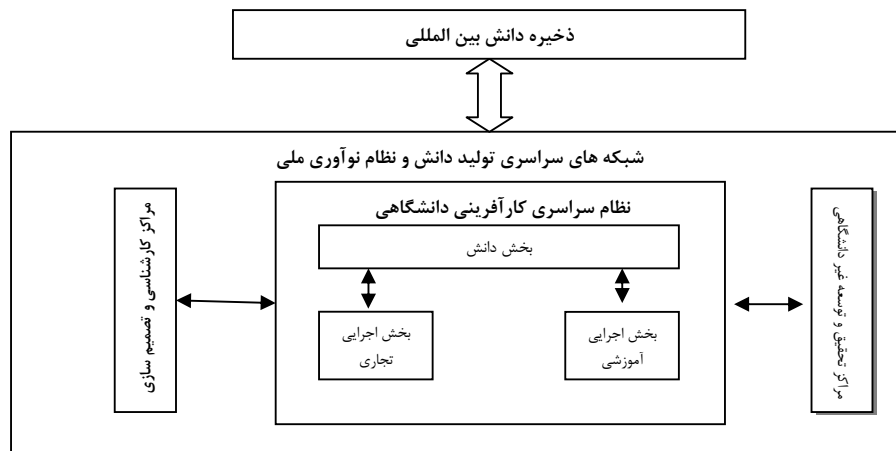 ذخیره دانش بین المللی
شبکه های سراسری تولید دانش و نظام نوآوری ملی
مراکز تحقیق و توسعه غیر دانشگاهی
نظام سراسری کارآفرینی دانشگاهی
بخش دانش
بخش اجرایی
آموزشی
بخش اجرایی
تجاری
مراکز کارشناسی و تصمیم سازی